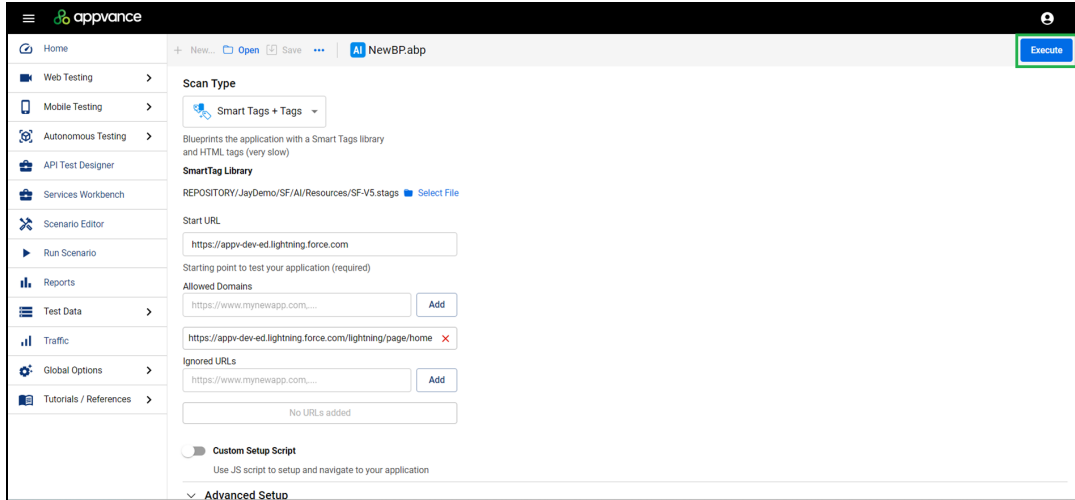 appvance
Home
Web Testing
Mobile Testing
Autonomous Testing
API Test Designer
Services Workbench
Scenario Editor
Run Scenario
Reports
Test Data
Traffic
Global Options
Tutorials / References
New... Open Save ... AI NewBP.abp
Execute
Scan Type
Smart Tags + Tags
Blueprints the application with a Smart Tags library
and HTML tags (very slow)
SmartTag Library
REPOSITORY/JayDemo/SF/AI/Resources/SF-V5.stags Select File
Start URL
https://appv-dev-ed.lightning.force.com
Starting point to test your application (required)
Allowed Domains
https://www.mynewapp.com,.... Add
https://appv-dev-ed.lightning.force.com/lightning/page/home
Ignored URLs
https://www.mynewapp.com,.... Add
No URLs added
Custom Setup Script
Use JS script to setup and navigate to your application
Advanced Setup